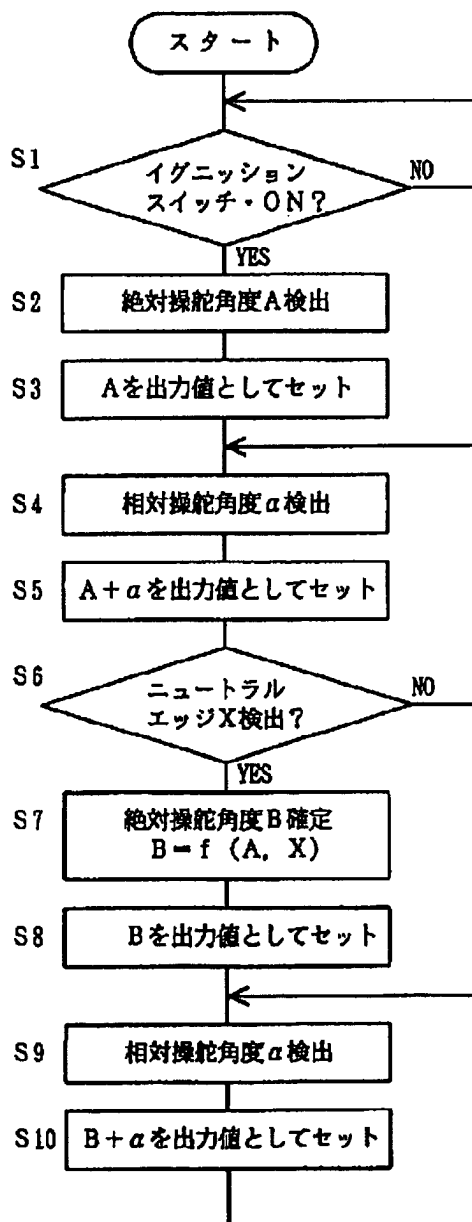 スタート
S1
イグニッション
スイッチ・ON?
NO
YES
S2
絶対操舵角度A検出
S3
Aを出力値としてセット
S4
相対操舵角度α検出
S5
A+αを出力値としてセット
S6
ニュートラル
エッジX検出?
NO
YES
S7
絶対操舵角度B確定
B=f (A, X)
S8
Bを出力値としてセット
S9
相対操舵角度α検出
S10
B+αを出力値としてセット